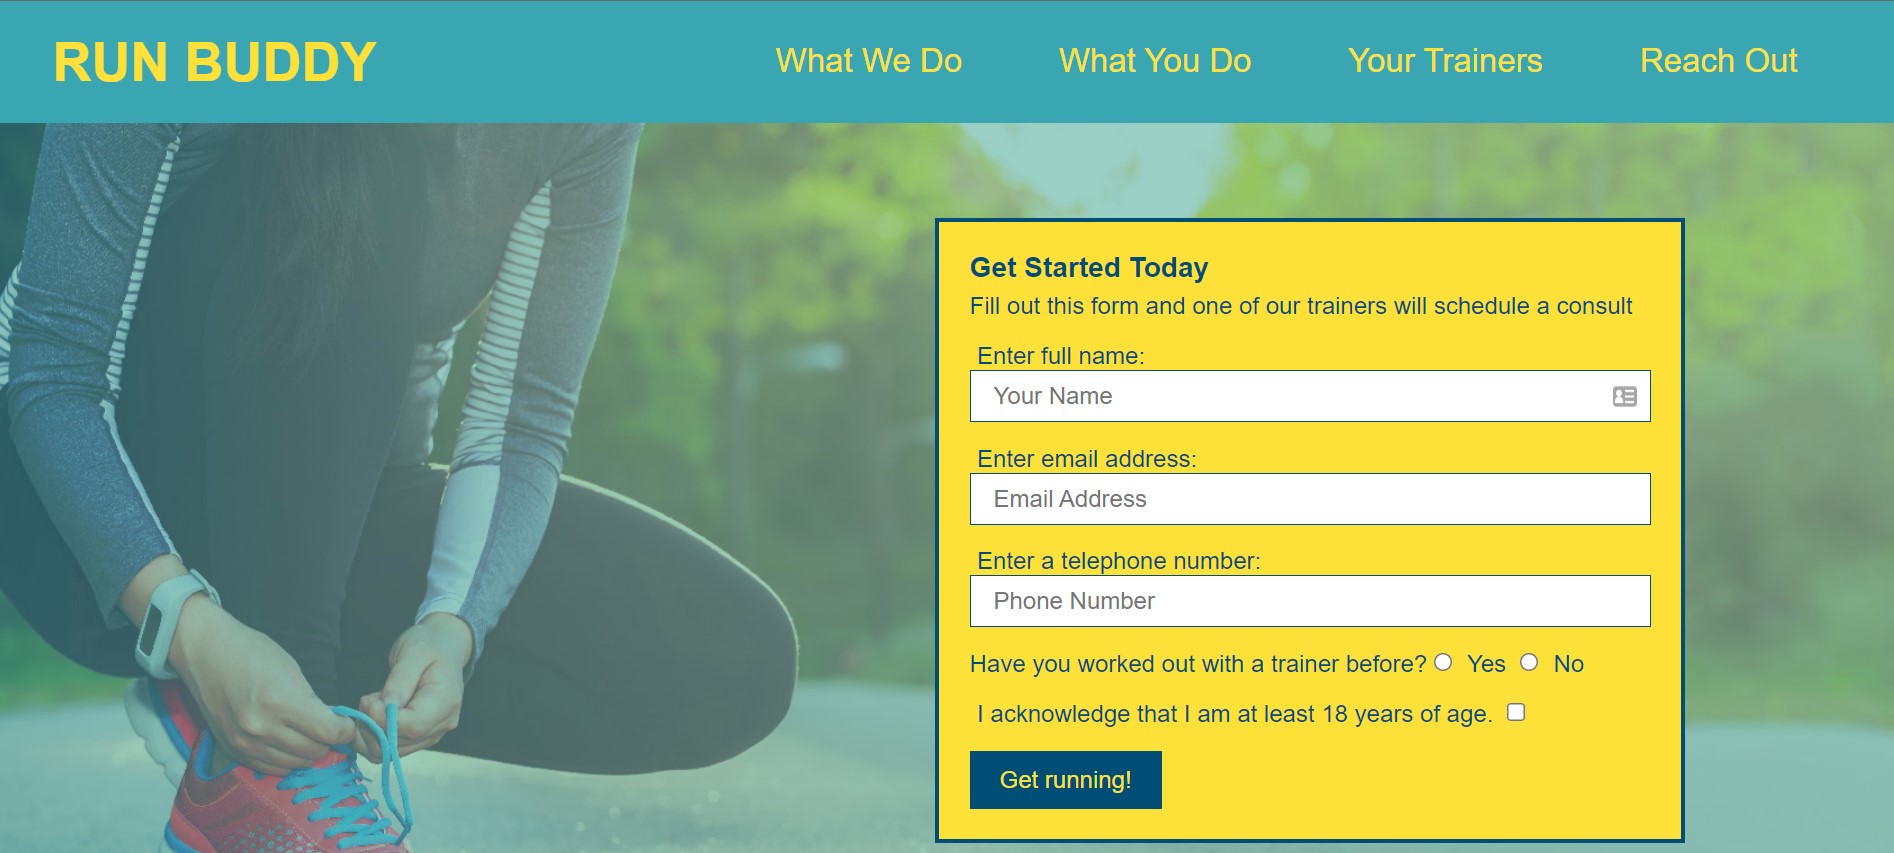 RUN BUDDY
What We Do
What You Do
Your Trainers
Reach Out
Get Started Today
Fill out this form and one of our trainers will schedule a consult
Enter full name:
Your Name
Enter email address:
Email Address
Enter a telephone number:
Phone Number
Have you worked out with a trainer before? Yes No
I acknowledge that I am at least 18 years of age.
Get running!